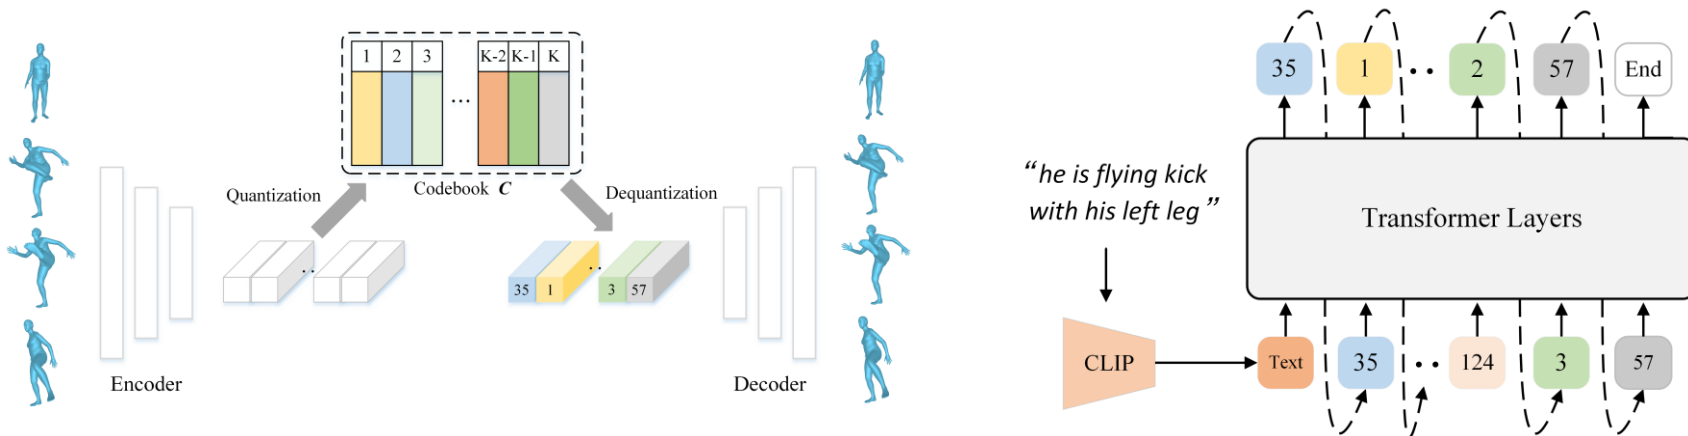 1 2 3 ... K-2 K-1 K
Codebook C
Quantization
Dequantization
35 1 .. 3 57
Encoder
Decoder
“he is flying kick
with his left leg”
CLIP
35 1 .. 2 57 End
Transformer Layers
Text 35 .. 124 3 57